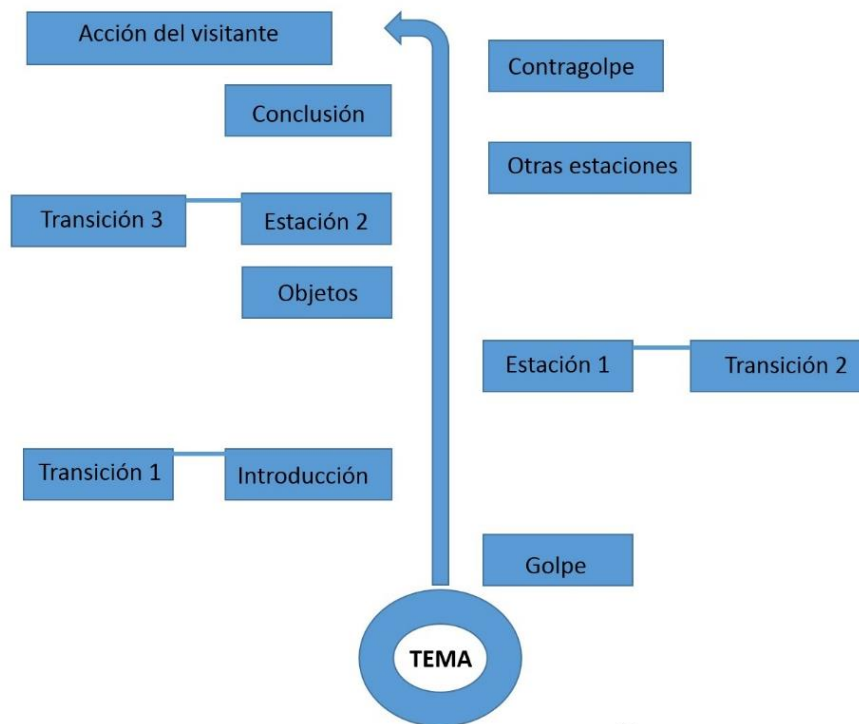 Acción del visitante
Contragolpe
Conclusión
Otras estaciones
Transición 3
Estación 2
Objetos
Estación 1
Transición 2
Transición 1
Introducción
Golpe
TEMA